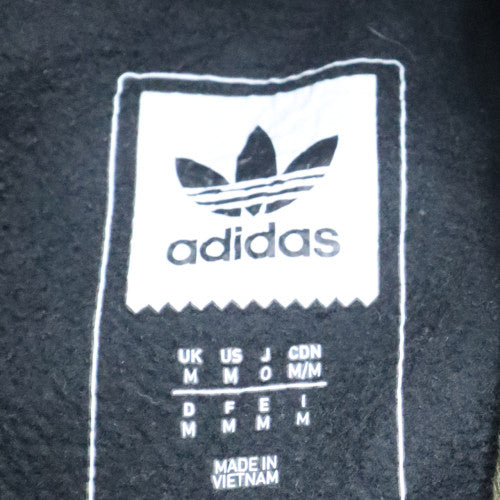 adidas
UK US J CDN
M M O M/M
D F E I
M M M M
MADE IN
VIETNAM